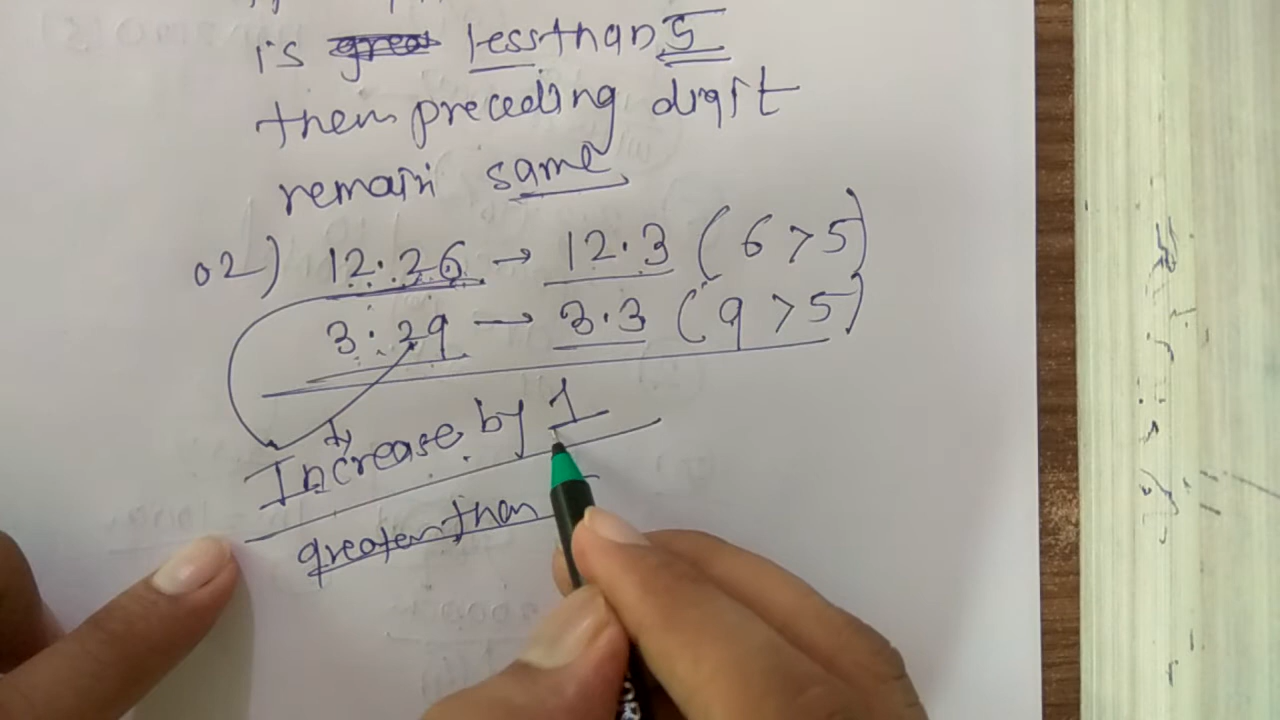 is less than 5
then preceding digit
remain same
02) 12.26 → 12.3 (6 > 5)
3.29 → 3.3 (9 > 5)
Increase by 1
greater than